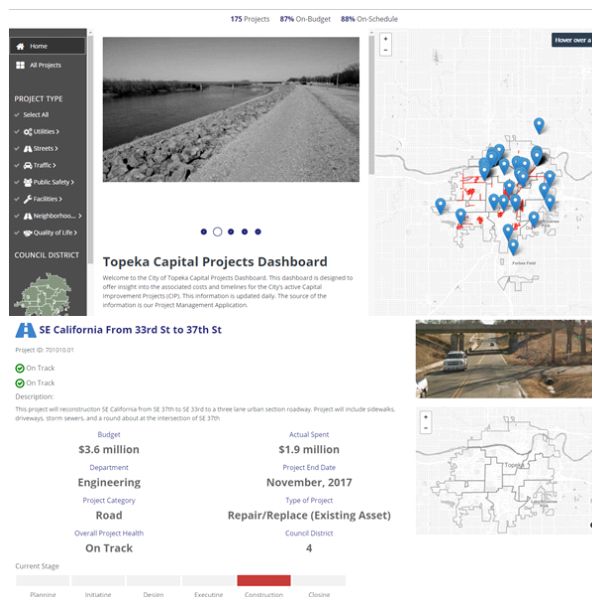 175 Projects 87% On-Budget 88% On-Schedule
Home
All Projects
PROJECT TYPE
Select All
Utilities
Streets
Traffic
Public Safety
Facilities
Neighborhoo...
Quality of Life
COUNCIL DISTRICT
Topeka Capital Projects Dashboard
Welcome to the City of Topeka Capital Projects Dashboard. This dashboard is designed to
offer insight into the associated costs and timelines for the City's active Capital
Improvement Projects (CIP). This information is updated daily. The source of the
information is our Project Management Application.
+
−
Hover over a
SE California From 33rd St to 37th St
Project ID: 701010.01
On Track
On Track
Description:
This project will reconstruction SE California from SE 37th to SE 33rd to a three lane urban section roadway. Project will include sidewalks,
driveways, storm sewers, and a round about at the intersection of SE 37th
Budget Actual Spent
$3.6 million $1.9 million
Department Project End Date
Engineering November, 2017
Project Category Type of Project
Road Repair/Replace (Existing Asset)
Overall Project Health Council District
On Track 4
Current Stage
Planning Initiating Design Executing Construction Closing
+
−
Topeka